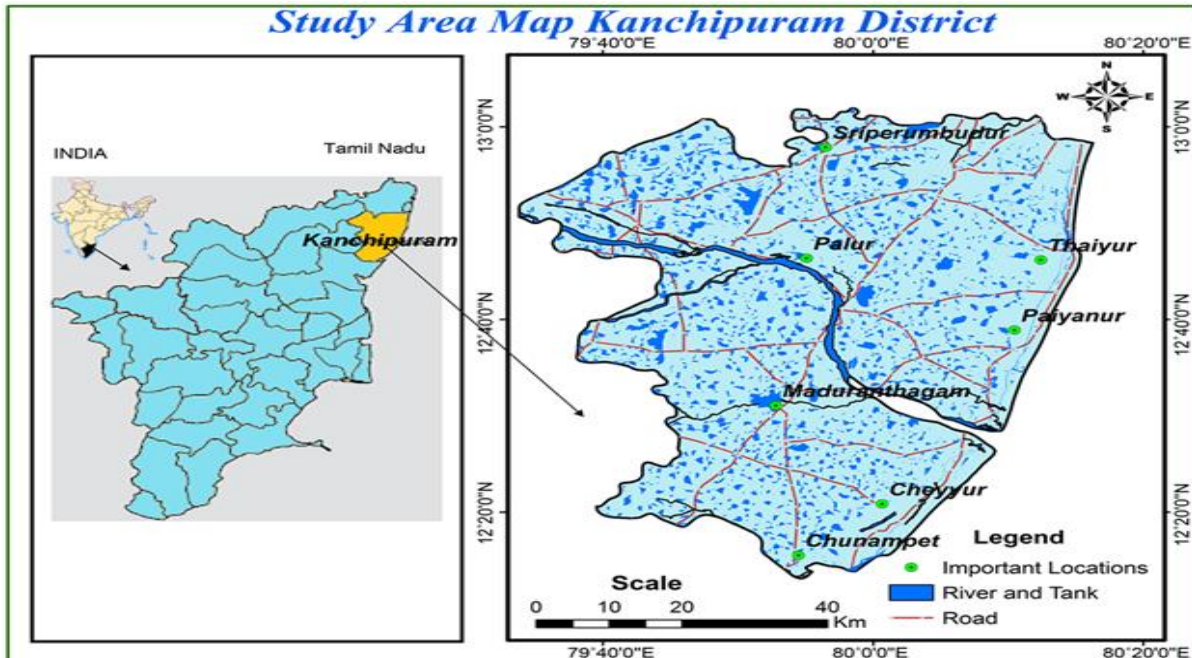 Study Area Map Kanchipuram District
INDIA
Tamil Nadu
Kanchipuram
79°40'0"E
80°0'0"E
80°20'0"E
N
W
E
S
13°0'0"N
12°40'0"N
12°20'0"N
Sriperumbudur
Palur
Thaiyur
Paiyanur
Maduranthagam
Cheyyur
Chunampet
Legend
Important Locations
River and Tank
Road
Scale
0 10 20 40
Km
79°40'0"E
80°0'0"E
80°20'0"E